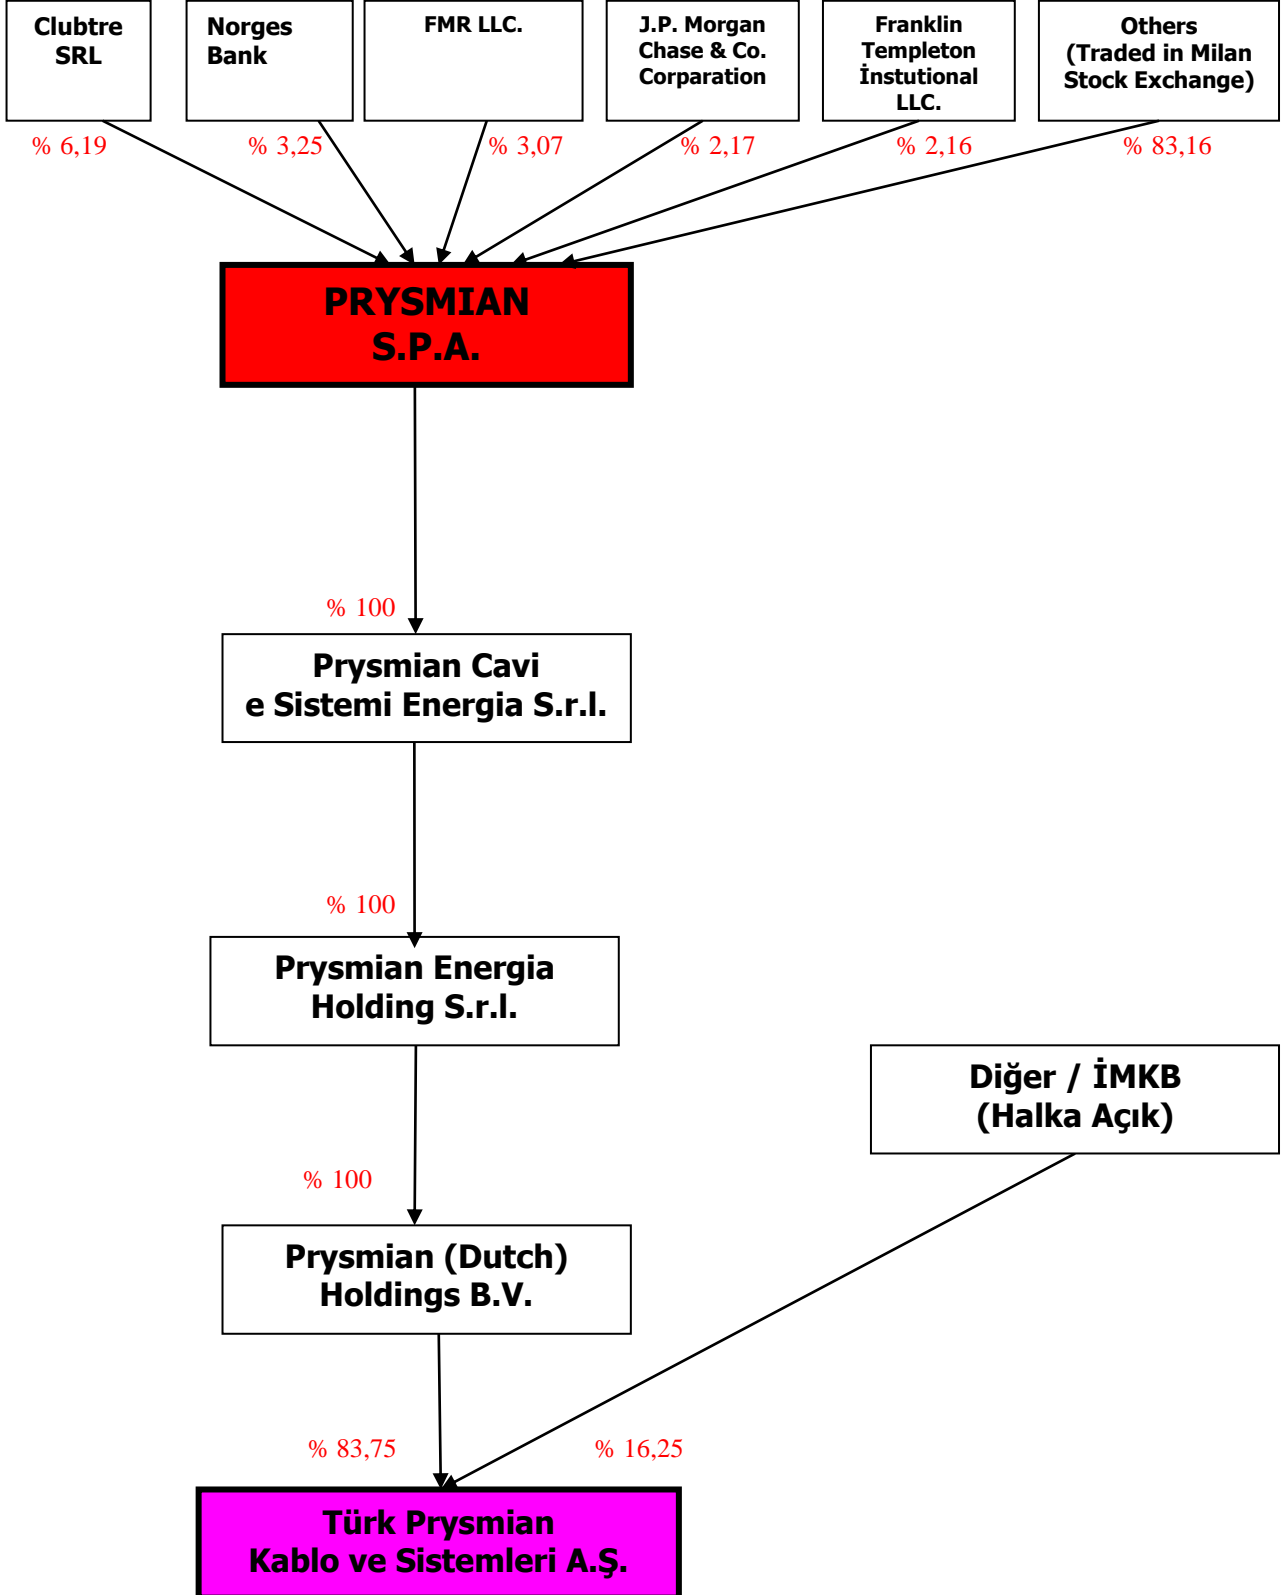 Clubtre
SRL
Norges
Bank
FMR LLC.
J.P. Morgan
Chase & Co.
Corparation
Franklin
Templeton
İnstutional
LLC.
Others
(Traded in Milan
Stock Exchange)
% 6,19
% 3,25
% 3,07
% 2,17
% 2,16
% 83,16
PRYSMIAN
S.P.A.
% 100
Prysmian Cavi
e Sistemi Energia S.r.l.
% 100
Prysmian Energia
Holding S.r.l.
Diğer / İMKB
(Halka Açık)
% 100
Prysmian (Dutch)
Holdings B.V.
% 83,75
% 16,25
Türk Prysmian
Kablo ve Sistemleri A.Ş.